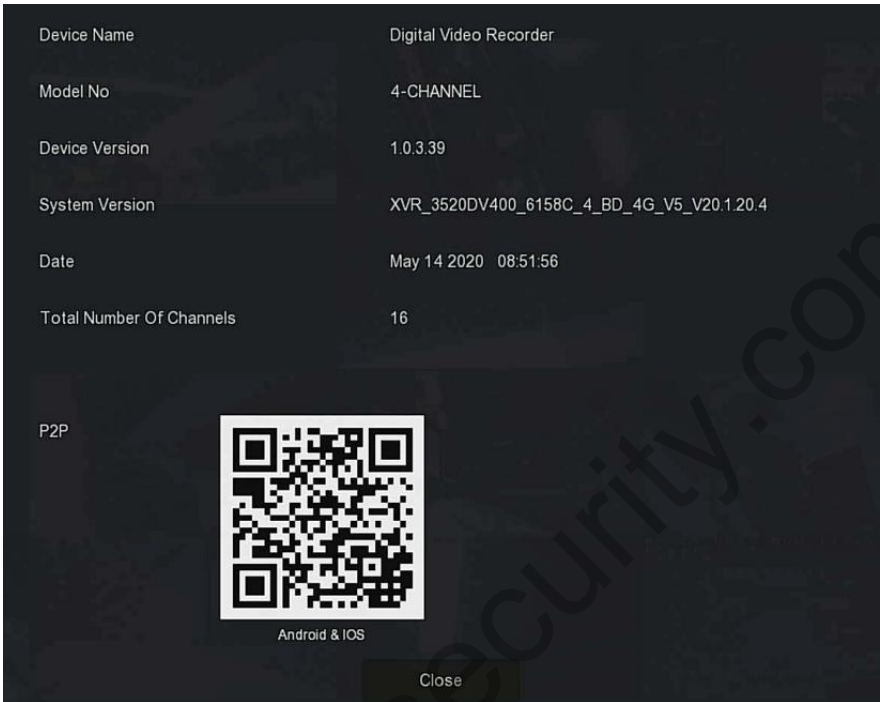 Device Name Digital Video Recorder
Model No 4-CHANNEL
Device Version 1.0.3.39
System Version XVR_3520DV400_6158C_4_BD_4G_V5_V20.1.20.4
Date May 14 2020 08:51:56
Total Number Of Channels 16
P2P
Android & IOS
Close